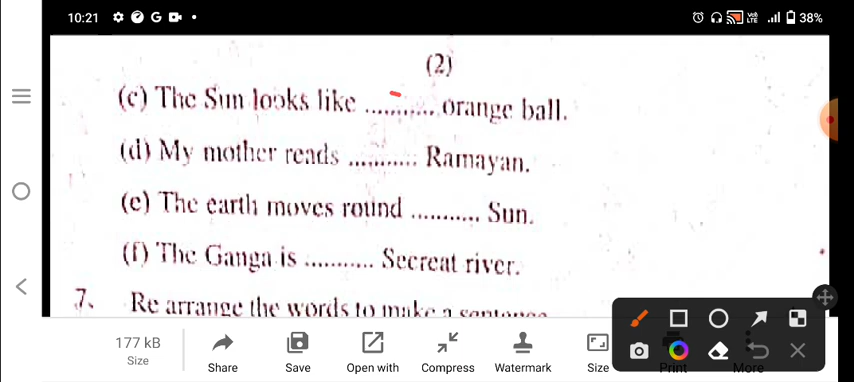 10:21 G 38%
(2)
(c) The Sun looks like ........... orange ball.
(d) My mother reads ........... Ramayan.
(e) The earth moves round ........... Sun.
(f) The Ganga is ........... Secreat river.
7. Re arrange the words to make a sentence
177 kB
Size Share Save Open with Compress Watermark Size Print More